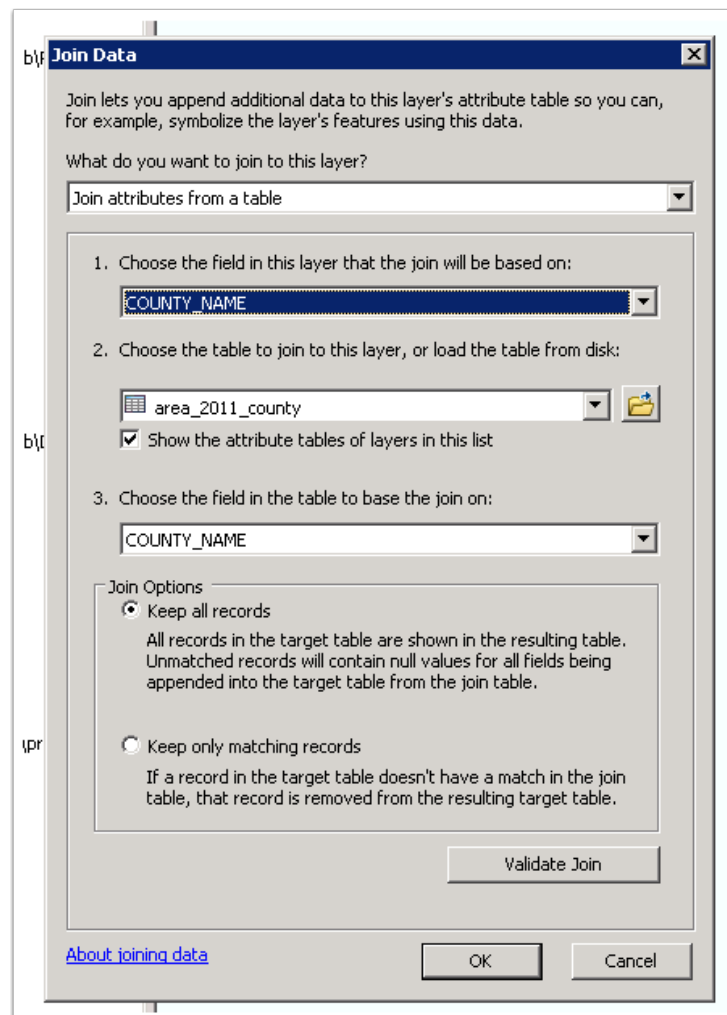 b\F
Join Data
Join lets you append additional data to this layer's attribute table so you can,
for example, symbolize the layer's features using this data.
What do you want to join to this layer?
Join attributes from a table
1. Choose the field in this layer that the join will be based on:
COUNTY_NAME
2. Choose the table to join to this layer, or load the table from disk:
area_2011_county
Show the attribute tables of layers in this list
3. Choose the field in the table to base the join on:
COUNTY_NAME
Join Options
Keep all records
All records in the target table are shown in the resulting table.
Unmatched records will contain null values for all fields being
appended into the target table from the join table.
\pr
Keep only matching records
If a record in the target table doesn't have a match in the join
table, that record is removed from the resulting target table.
Validate Join
About joining data
OK
Cancel